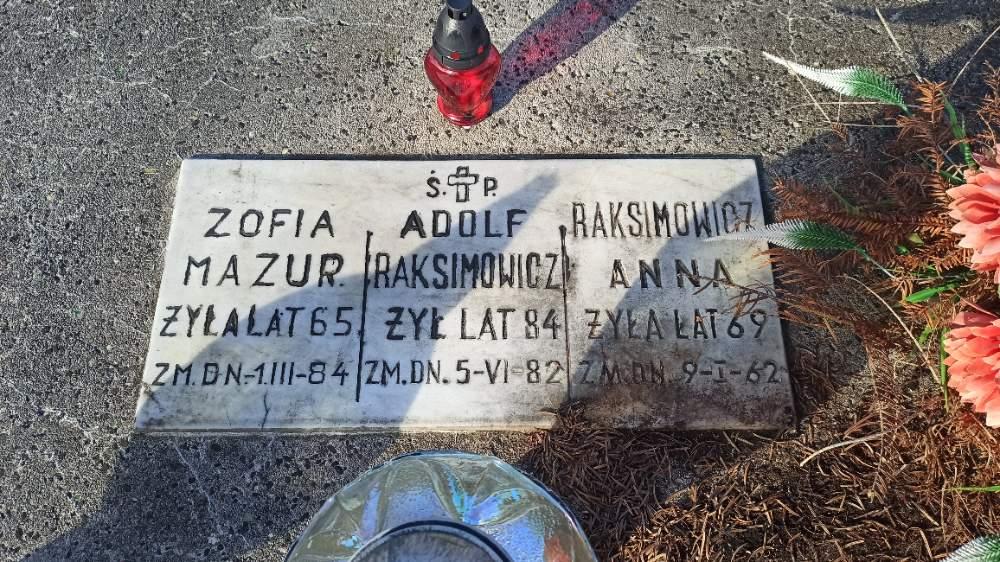 Ś. P.
ZOFIA
MAZUR.
ŻYŁA LAT 65.
ZM. DN-1.III-84
ADOLF
RAKSIMOWICZ
ŻYŁ LAT 84
ZM. DN. 5-VI-82
RAKSIMOWICZ
ANNA
ŻYŁA ŁAT 69
ZM. DN. 9-I-62